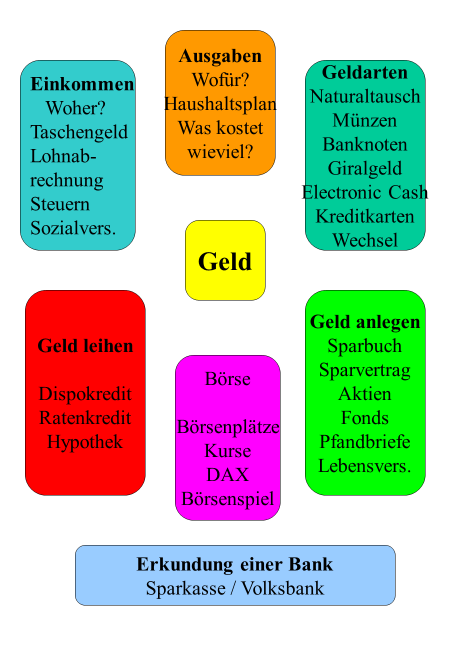 Einkommen
Woher?
Taschengeld
Lohnab-
rechnung
Steuern
Sozialvers.
Ausgaben
Wofür?
Haushaltsplan
Was kostet
wieviel?
Geldarten
Naturaltausch
Münzen
Banknoten
Giralgeld
Electronic Cash
Kreditkarten
Wechsel
Geld
Geld leihen
Dispokredit
Ratenkredit
Hypothek
Börse
Börsenplätze
Kurse
DAX
Börsenspiel
Geld anlegen
Sparbuch
Sparvertrag
Aktien
Fonds
Pfandbriefe
Lebensvers.
Erkundung einer Bank
Sparkasse / Volksbank